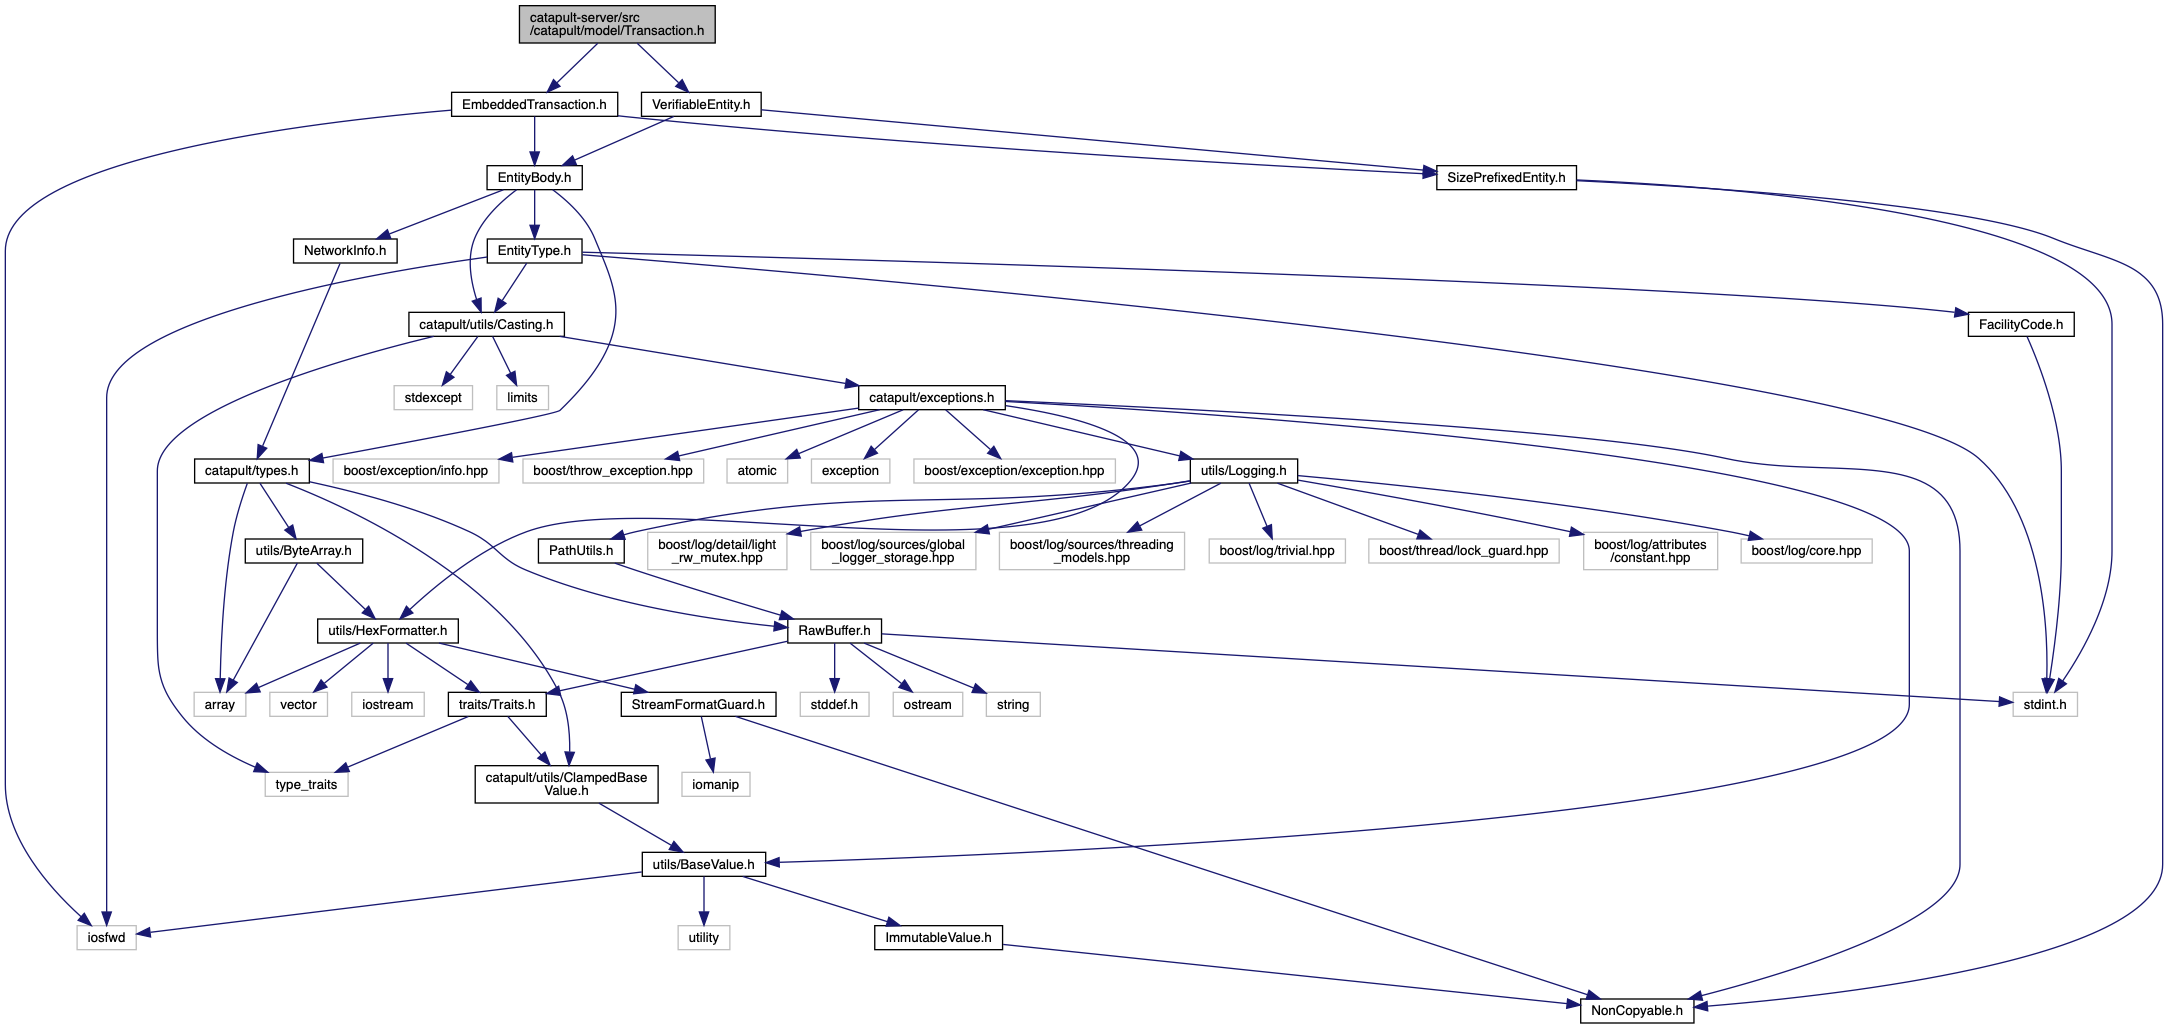 catapult-server/src
/catapult/model/Transaction.h
EmbeddedTransaction.h
VerifiableEntity.h
EntityBody.h
SizePrefixedEntity.h
NetworkInfo.h
EntityType.h
catapult/utils/Casting.h
FacilityCode.h
stdexcept
limits
catapult/exceptions.h
catapult/types.h
boost/exception/info.hpp
boost/throw_exception.hpp
atomic
exception
boost/exception/exception.hpp
utils/Logging.h
utils/ByteArray.h
PathUtils.h
boost/log/detail/light
_rw_mutex.hpp
boost/log/sources/global
_logger_storage.hpp
boost/log/sources/threading
_models.hpp
boost/log/trivial.hpp
boost/thread/lock_guard.hpp
boost/log/attributes
/constant.hpp
boost/log/core.hpp
utils/HexFormatter.h
RawBuffer.h
array
vector
iostream
traits/Traits.h
StreamFormatGuard.h
stddef.h
ostream
string
stdint.h
type_traits
catapult/utils/ClampedBase
Value.h
iomanip
utils/BaseValue.h
iosfwd
utility
ImmutableValue.h
NonCopyable.h